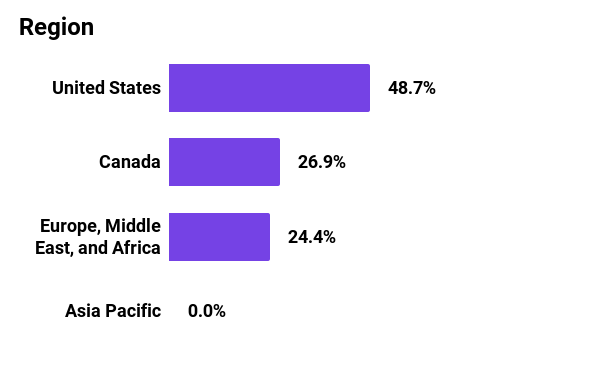 Region
United States 48.7%
Canada 26.9%
Europe, Middle
East, and Africa 24.4%
Asia Pacific 0.0%